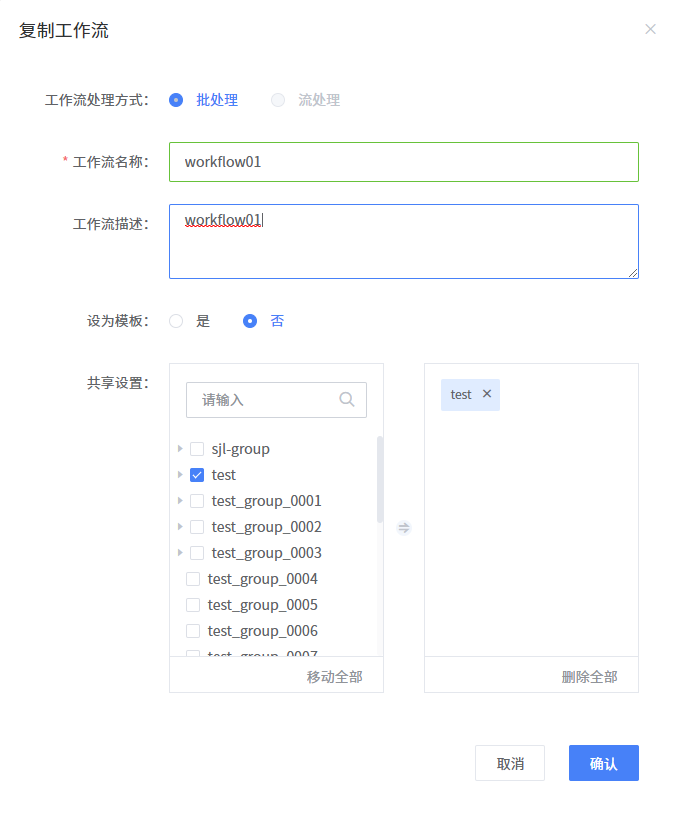 复制工作流
工作流处理方式： 批处理 流处理
* 工作流名称： workflow01
工作流描述： workflow01
设为模板： 是 否
共享设置：
请输入
sjl-group
test
test_group_0001
test_group_0002
test_group_0003
test_group_0004
test_group_0005
test_group_0006
test_group_0007
移动全部
test
删除全部
取消 确认